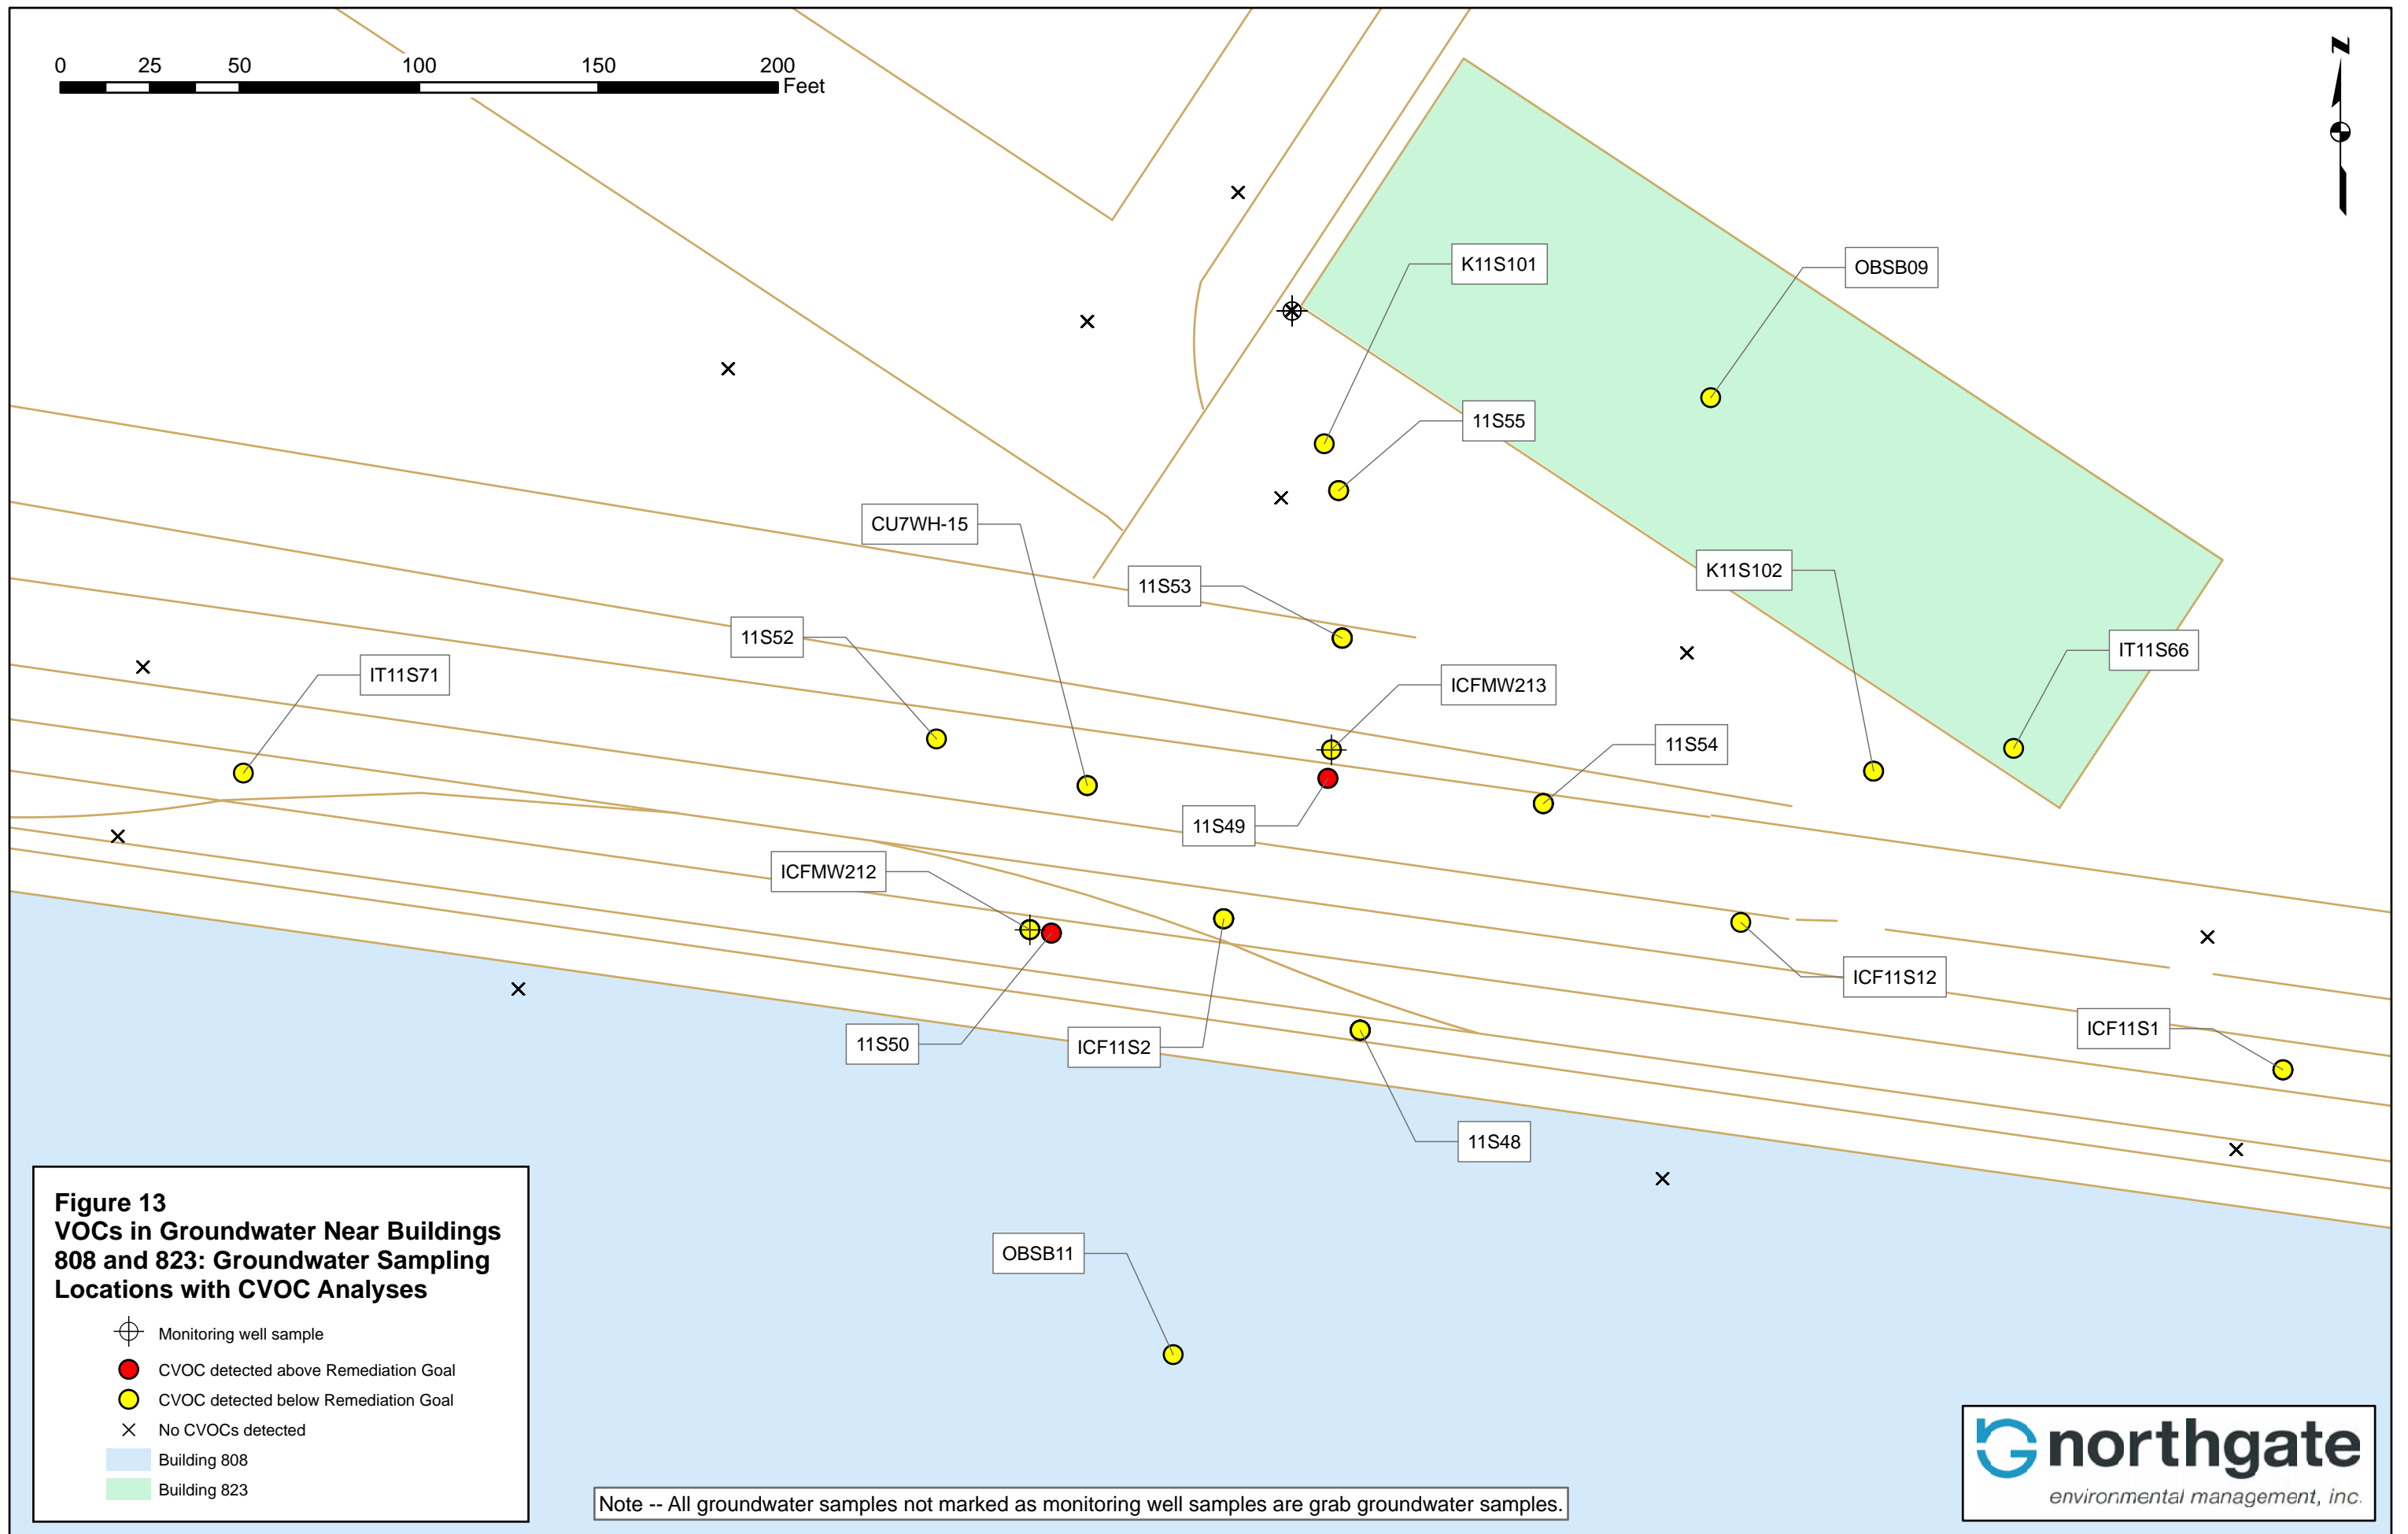 0 25 50 100 150 200
Feet
N
K11S101
OBSB09
11S55
CU7WH-15
K11S102
11S53
11S52
IT11S66
IT11S71
ICFMW213
11S54
11S49
ICFMW212
ICF11S12
ICF11S1
11S50
ICF11S2
11S48
OBSB11
Figure 13
VOCs in Groundwater Near Buildings
808 and 823: Groundwater Sampling
Locations with CVOC Analyses
Monitoring well sample
CVOC detected above Remediation Goal
CVOC detected below Remediation Goal
No CVOCs detected
Building 808
Building 823
Note -- All groundwater samples not marked as monitoring well samples are grab groundwater samples.
northgate
environmental management, inc.